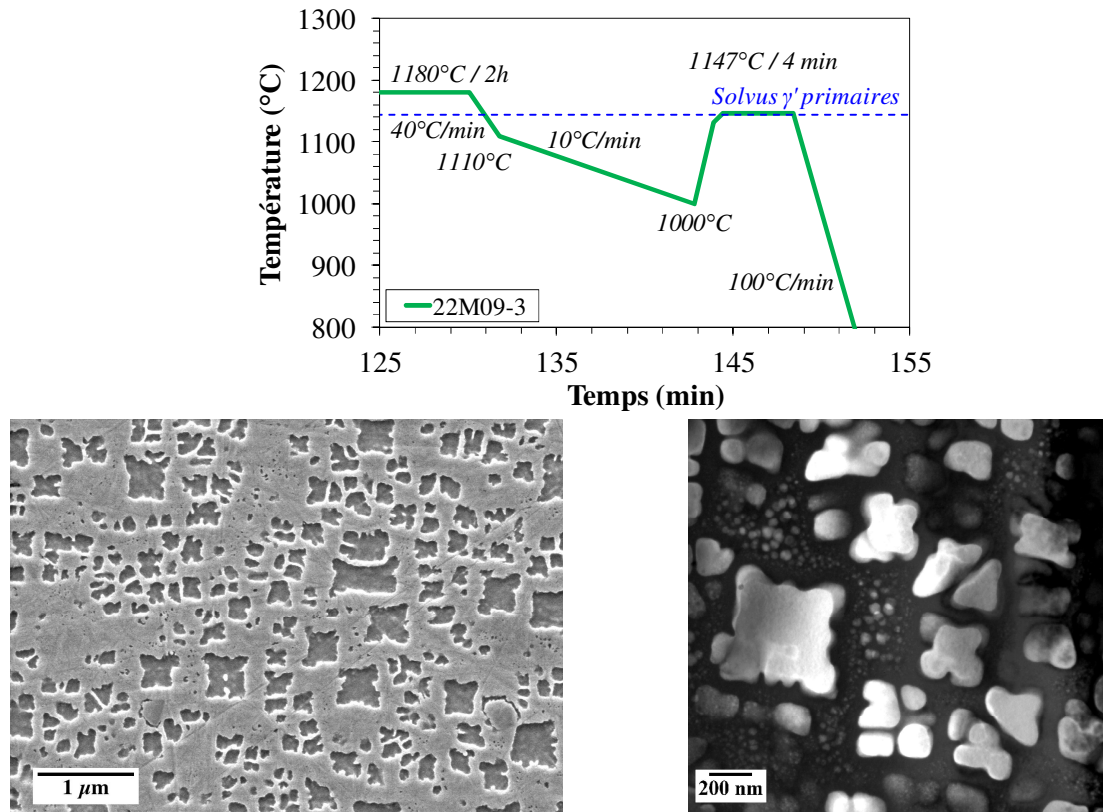 1300
1200
1100
1000
900
800
Température (°C)
1180°C / 2h
1147°C / 4 min
Solvus γ' primaires
40°C/min
10°C/min
1110°C
1000°C
100°C/min
22M09-3
125
135
145
155
Temps (min)
1 µm
200 nm